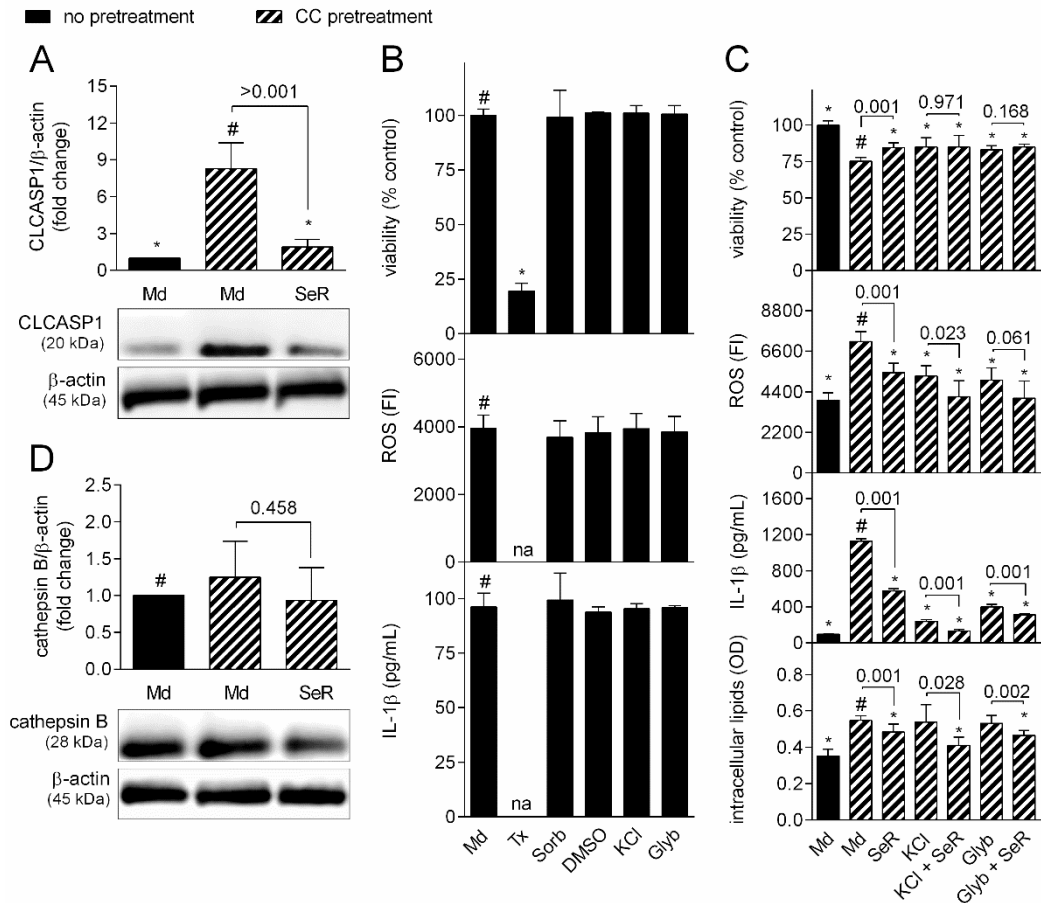 no pretreatment
CC pretreatment
A
CLCASP1/β-actin
(fold change)
15
12
9
6
3
0
>0.001
*
#
*
Md
Md
SeR
CLCASP1
(20 kDa)
β-actin
(45 kDa)
D
cathepsin B/β-actin
(fold change)
2.5
2.0
1.5
1.0
0.5
0.0
0.458
#
Md
Md
SeR
cathepsin B
(28 kDa)
β-actin
(45 kDa)
B
viability (% control)
100
75
50
25
0
#
*
ROS (FI)
6000
4000
2000
0
#
na
IL-1β (pg/mL)
100
75
50
25
0
#
na
Md
Tx
Sorb
DMSO
KCl
Glyb
C
viability (% control)
100
75
50
25
0
*
0.001
#
*
0.971
*
*
0.168
*
*
ROS (FI)
8800
6600
4400
2200
0
*
0.001
#
*
0.023
*
*
0.061
*
*
IL-1β (pg/mL)
1200
800
400
0
*
0.001
#
*
0.001
*
*
0.001
*
*
intracellular lipids (OD)
0.6
0.4
0.2
0.0
*
0.001
#
*
0.028
*
0.002
*
Md
Md
SeR
KCl
KCl + SeR
Glyb
Glyb + SeR